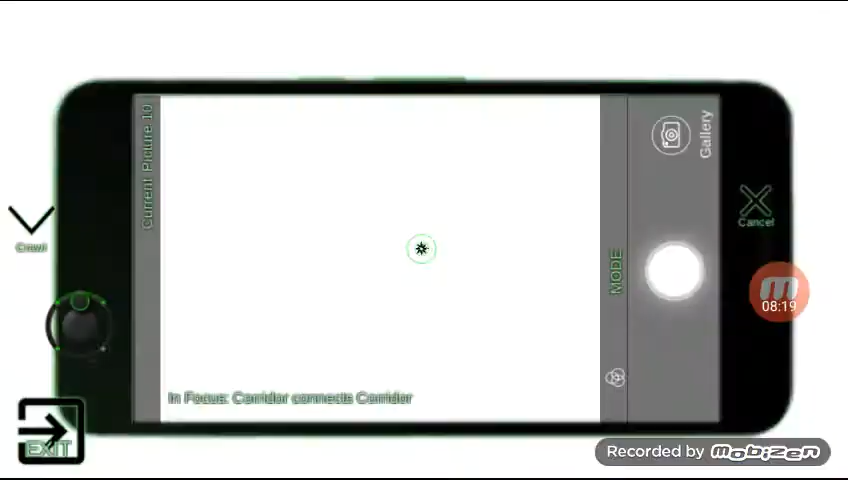 Current Picture 10
Gallery
Cancel
Crawl
MODE
08:19
In Focus: Corridor connects Corridor
EXIT
Recorded by mobizen